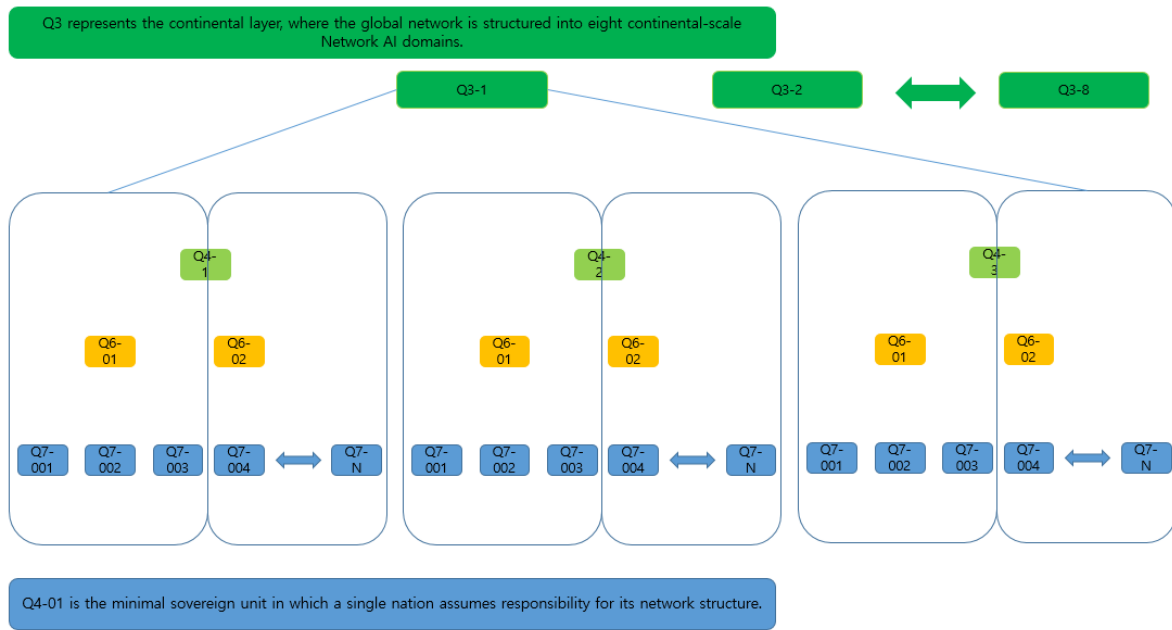 Q3 represents the continental layer, where the global network is structured into eight continental-scale
Network AI domains.
Q3-1
Q3-2
Q3-8
Q4-
1
Q4-
2
Q4-
3
Q6-
01
Q6-
02
Q6-
01
Q6-
02
Q6-
01
Q6-
02
Q7-
001
Q7-
002
Q7-
003
Q7-
004
Q7-
N
Q7-
001
Q7-
002
Q7-
003
Q7-
004
Q7-
N
Q7-
001
Q7-
002
Q7-
003
Q7-
004
Q7-
N
Q4-01 is the minimal sovereign unit in which a single nation assumes responsibility for its network structure.